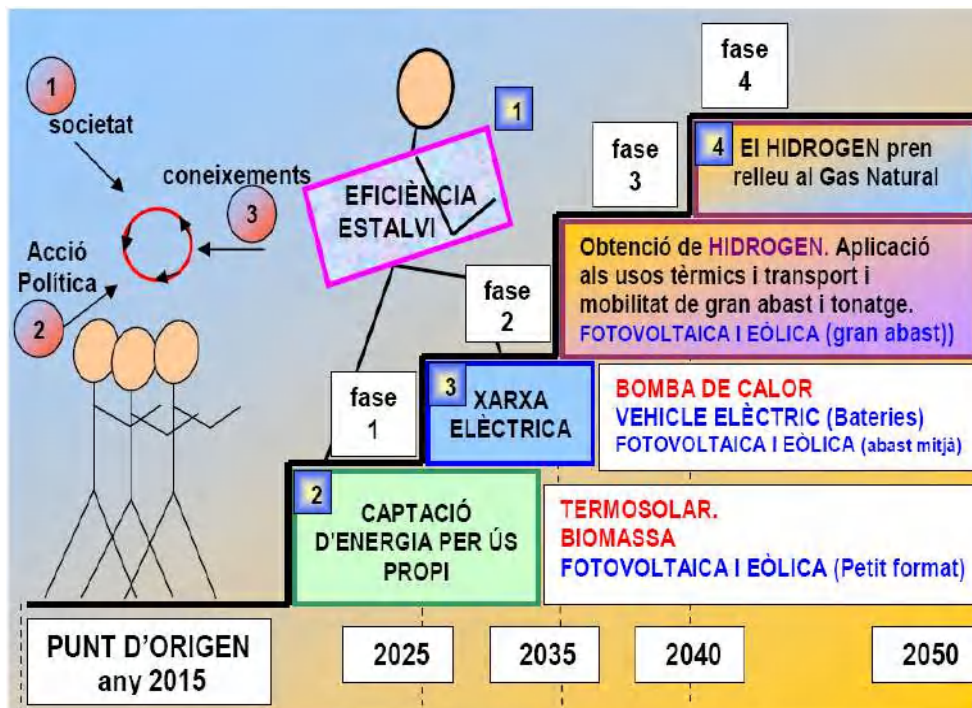 1
societat
coneixements
3
Acció
Política
2
1
EFICIÈNCIA
ESTALVI
fase
1
fase
2
fase
3
fase
4
4
El HIDROGEN pren
relleu al Gas Natural
Obtenció de HIDROGEN. Aplicació
als usos tèrmics i transport i
mobilitat de gran abast i tonatge.
FOTOVOLTAICA I EÒLICA (gran abast))
3
XARXA
ELÈCTRICA
BOMBA DE CALOR
VEHICLE ELÈCTRIC (Bateries)
FOTOVOLTAICA I EÒLICA (abast mitjà)
2
CAPTACIÓ
D'ENERGIA PER ÚS
PROPI
TERMOSOLAR.
BIOMASSA
FOTOVOLTAICA I EÒLICA (Petit format)
PUNT D'ORIGEN
any 2015
2025
2035
2040
2050